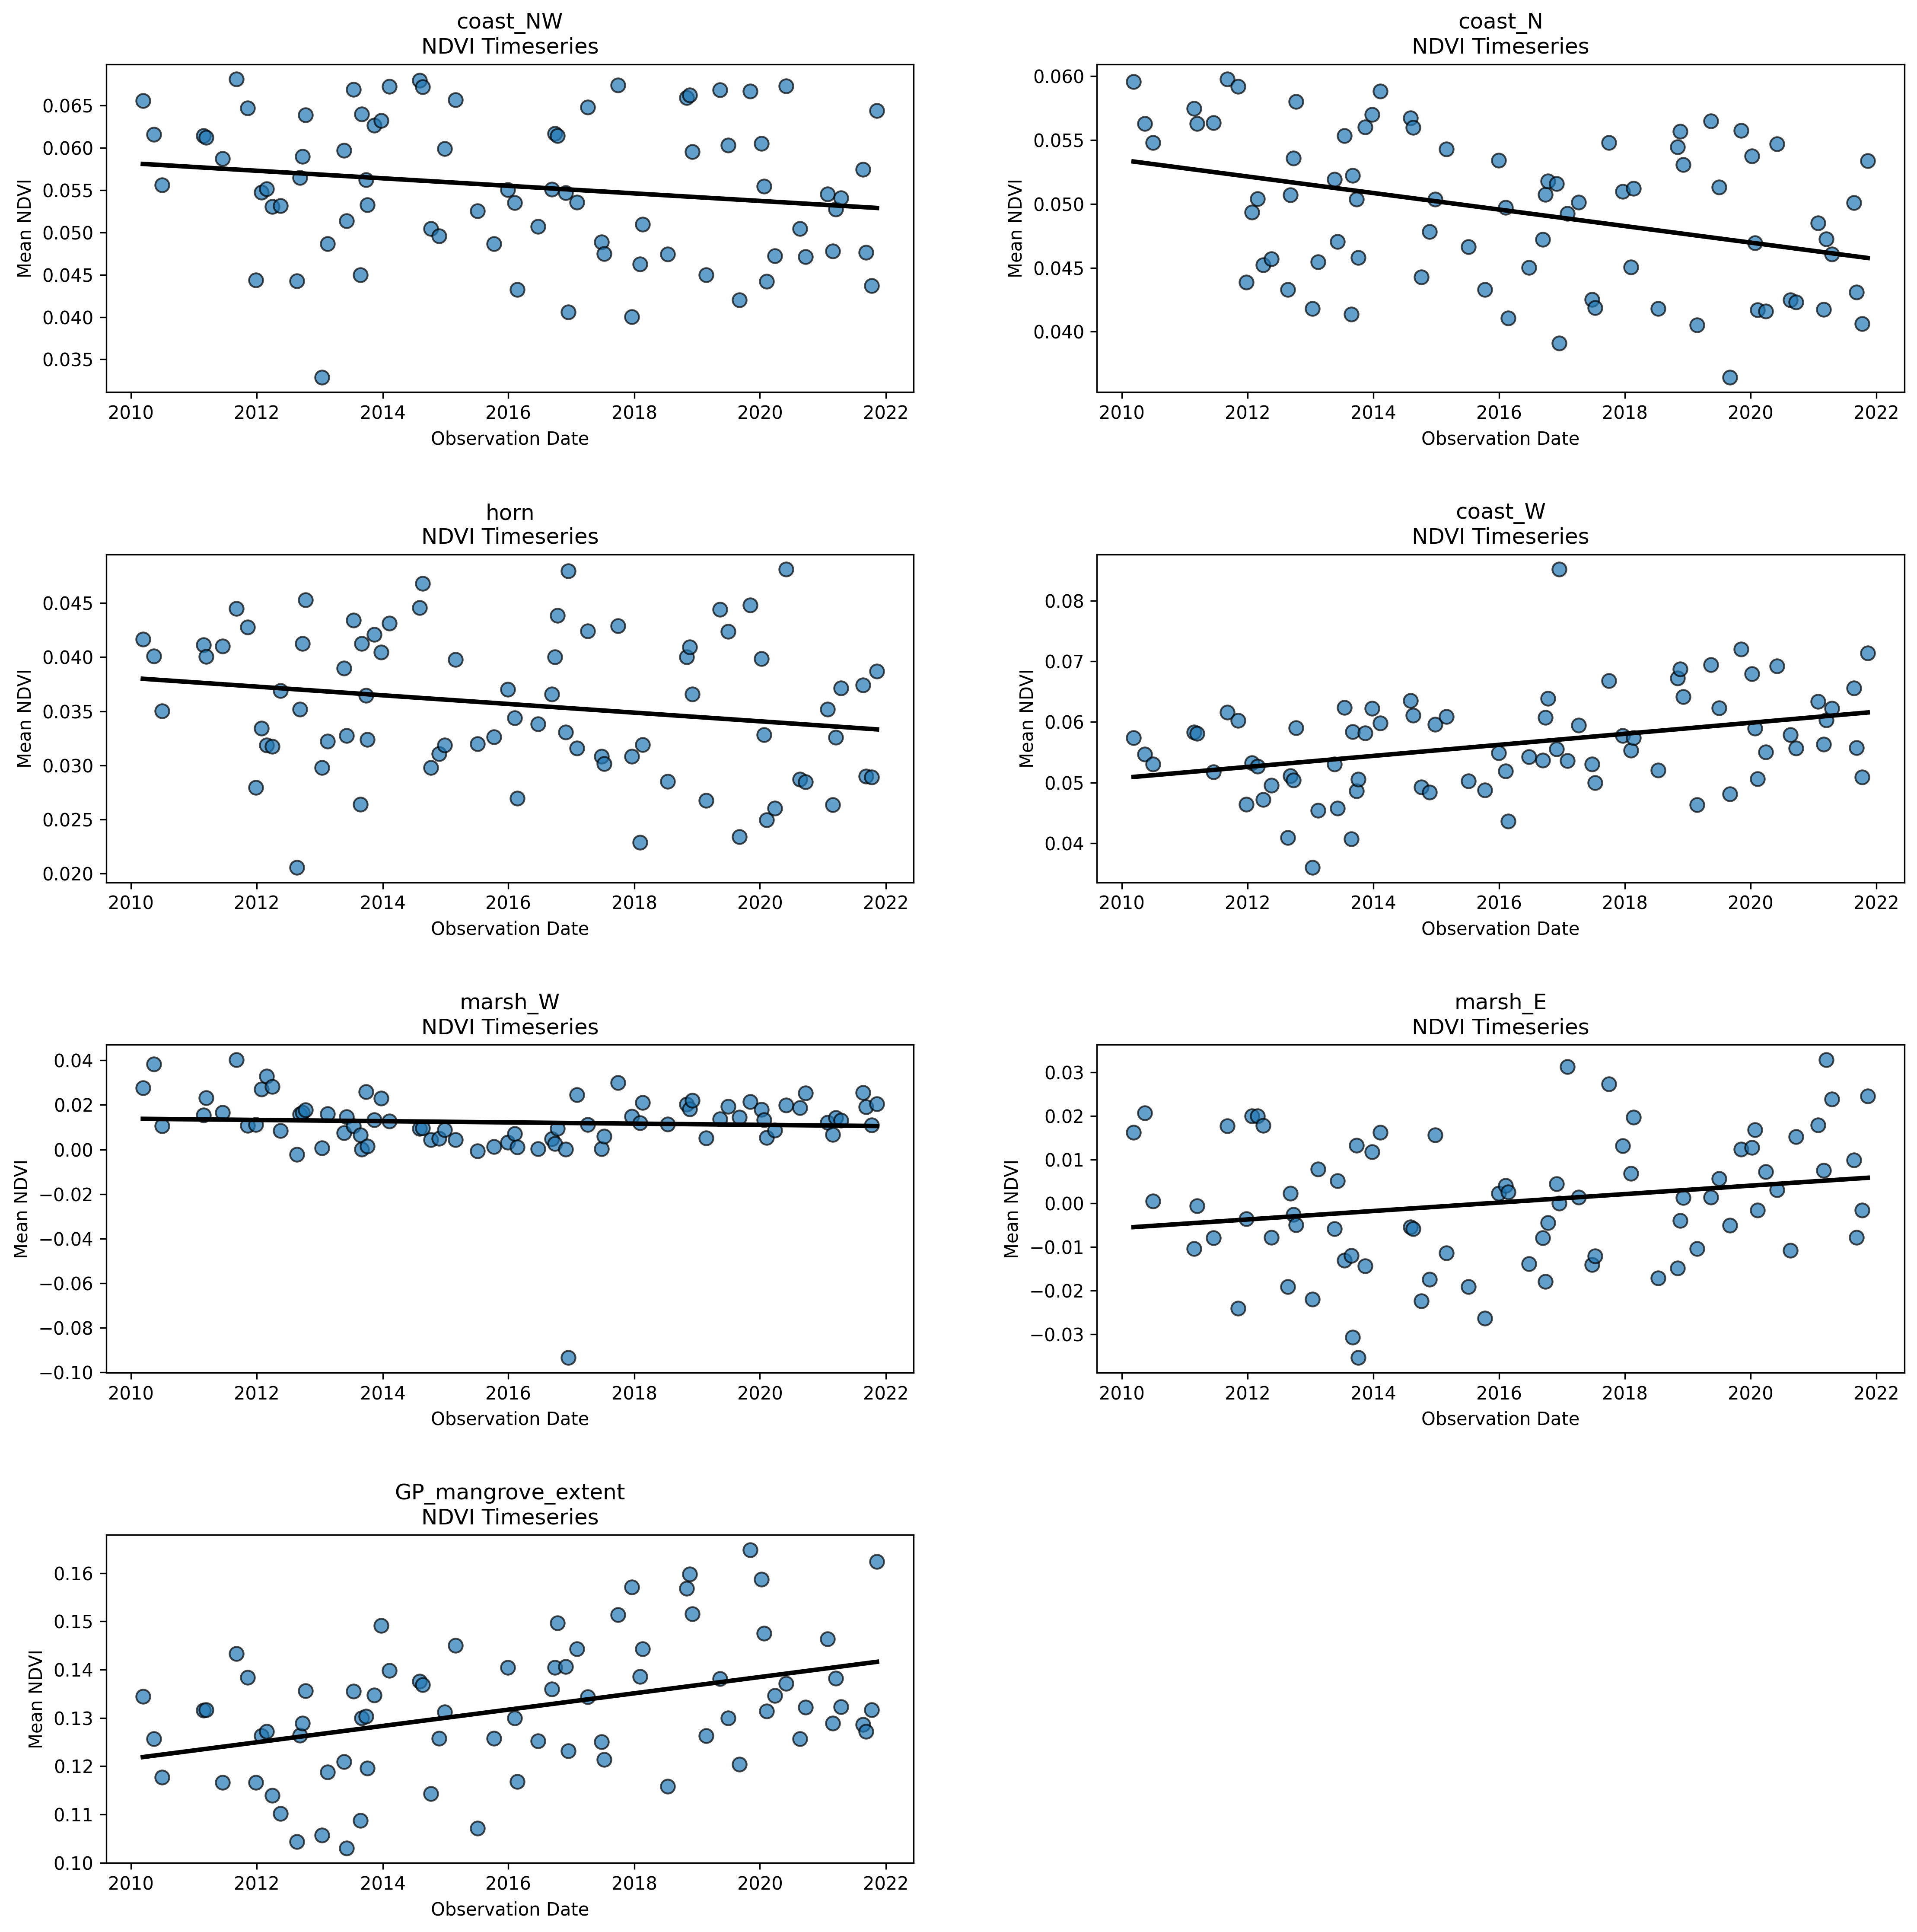 coast_NW
NDVI Timeseries
Mean NDVI
0.065
0.060
0.055
0.050
0.045
0.040
0.035
2010 2012 2014 2016 2018 2020 2022
Observation Date
coast_N
NDVI Timeseries
Mean NDVI
0.060
0.055
0.050
0.045
0.040
2010 2012 2014 2016 2018 2020 2022
Observation Date
horn
NDVI Timeseries
Mean NDVI
0.045
0.040
0.035
0.030
0.025
0.020
2010 2012 2014 2016 2018 2020 2022
Observation Date
coast_W
NDVI Timeseries
Mean NDVI
0.08
0.07
0.06
0.05
0.04
2010 2012 2014 2016 2018 2020 2022
Observation Date
marsh_W
NDVI Timeseries
Mean NDVI
0.04
0.02
0.00
−0.02
−0.04
−0.06
−0.08
−0.10
2010 2012 2014 2016 2018 2020 2022
Observation Date
marsh_E
NDVI Timeseries
Mean NDVI
0.03
0.02
0.01
0.00
−0.01
−0.02
−0.03
2010 2012 2014 2016 2018 2020 2022
Observation Date
GP_mangrove_extent
NDVI Timeseries
Mean NDVI
0.16
0.15
0.14
0.13
0.12
0.11
0.10
2010 2012 2014 2016 2018 2020 2022
Observation Date